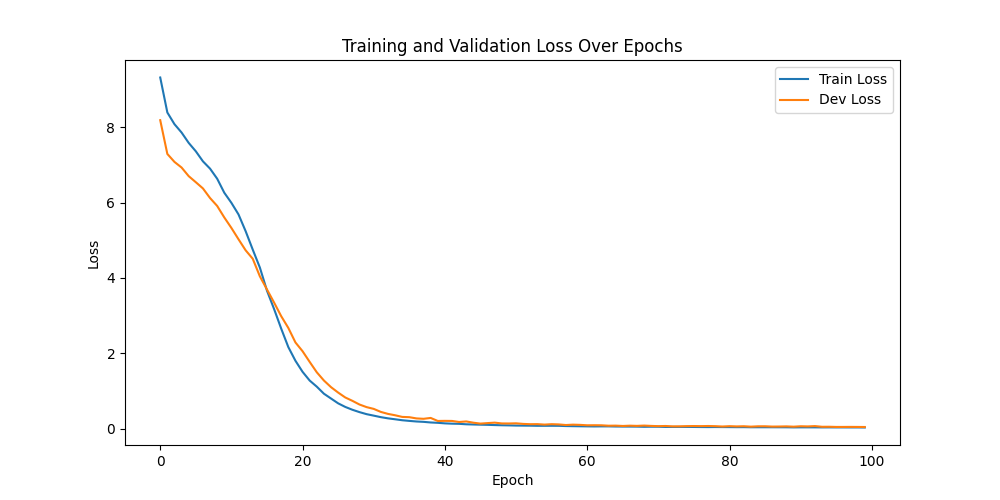 Training and Validation Loss Over Epochs
Train Loss
Dev Loss
Loss
8
6
4
2
0
0 20 40 60 80 100
Epoch